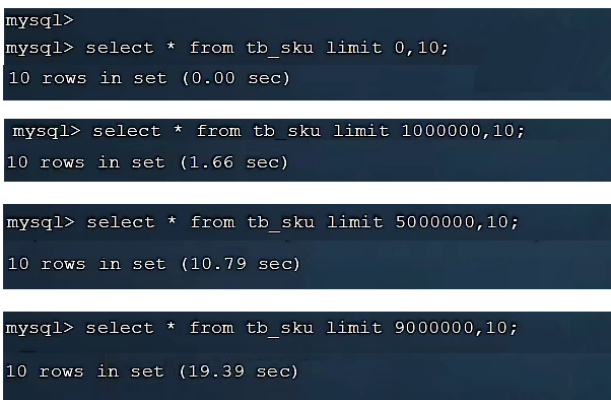 mysql>
mysql> select * from tb_sku limit 0,10;
10 rows in set (0.00 sec)
mysql> select * from tb_sku limit 1000000,10;
10 rows in set (1.66 sec)
mysql> select * from tb_sku limit 5000000,10;
10 rows in set (10.79 sec)
mysql> select * from tb_sku limit 9000000,10;
10 rows in set (19.39 sec)